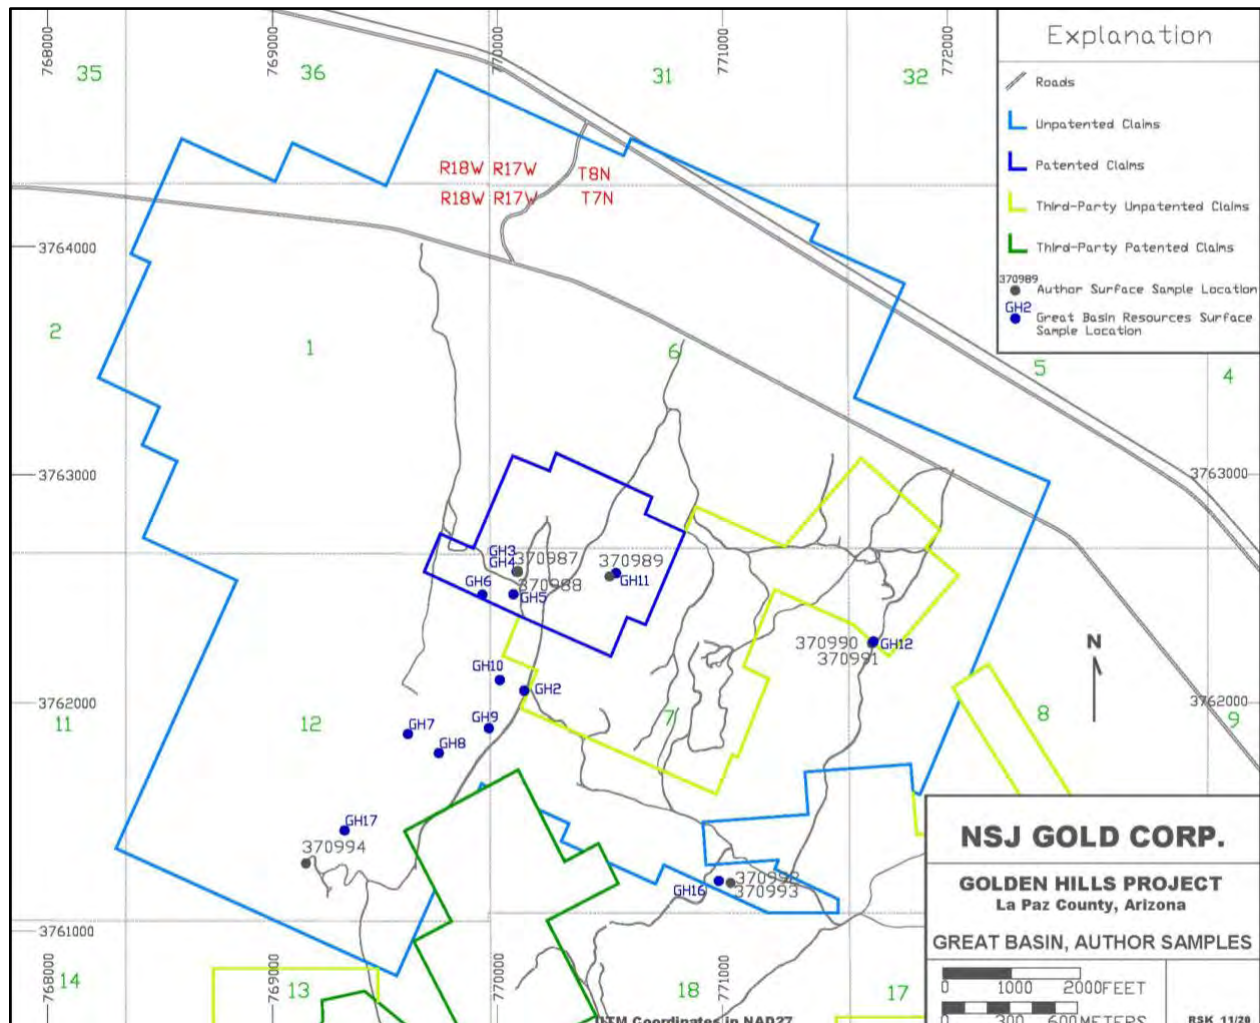 768000
769000
770000
771000
772000
35
36
31
32
Explanation
Roads
Unpatented Claims
Patented Claims
Third-Party Unpatented Claims
Third-Party Patented Claims
370989
Author Surface Sample Location
GH2
Great Basin Resources Surface
Sample Location
R18W R17W T8N
R18W R17W T7N
3764000
2
1
6
5
4
3763000
3763000
GH3
GH4
370987
370988
370989
GH6
GH5
GH11
370990
370991
GH12
N
GH10
GH2
3762000
3762000
11
12
7
8
9
GH7
GH8
GH9
GH17
370994
GH16
370992
370993
3761000
14
13
18
17
768000
769000
770000
771000
NSJ GOLD CORP.
GOLDEN HILLS PROJECT
La Paz County, Arizona
GREAT BASIN, AUTHOR SAMPLES
0 1000 2000FEET
0 300 600METERS
RSK 11/20
UTM Coordinates in NAD27